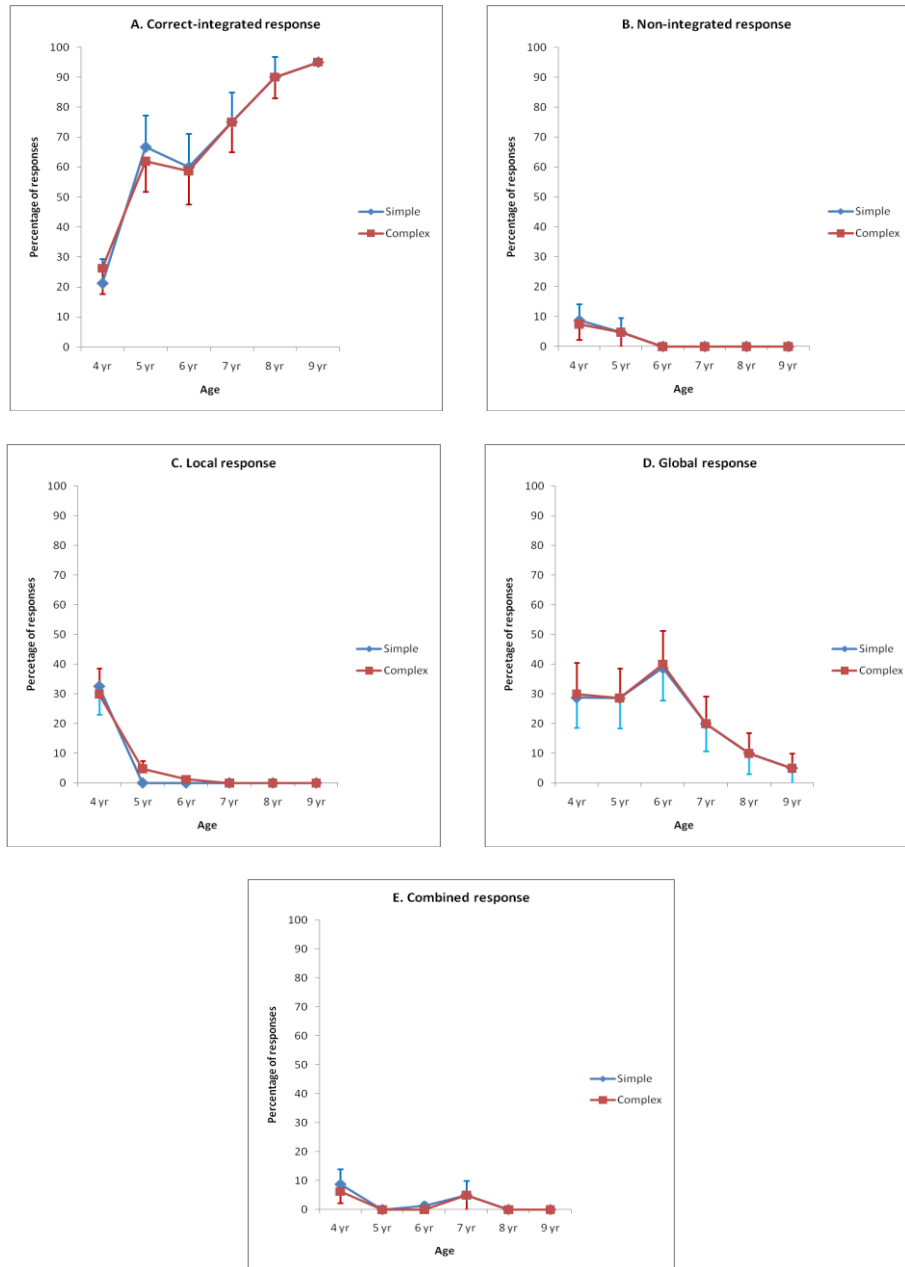 A. Correct-integrated response
100
90
80
70
60
50
40
30
20
10
0
Percentage of responses
4 yr 5 yr 6 yr 7 yr 8 yr 9 yr
Age
Simple
Complex
B. Non-integrated response
100
90
80
70
60
50
40
30
20
10
0
Percentage of responses
4 yr 5 yr 6 yr 7 yr 8 yr 9 yr
Age
Simple
Complex
C. Local response
100
90
80
70
60
50
40
30
20
10
0
Percetage of responses
4 yr 5 yr 6 yr 7 yr 8 yr 9 yr
Age
Simple
Complex
D. Global response
100
90
80
70
60
50
40
30
20
10
0
Percentage of responses
4 yr 5 yr 6 yr 7 yr 8 yr 9 yr
Age
Simple
Complex
E. Combined response
100
90
80
70
60
50
40
30
20
10
0
Percentage of responses
4 yr 5 yr 6 yr 7 yr 8 yr 9 yr
Age
Simple
Complex